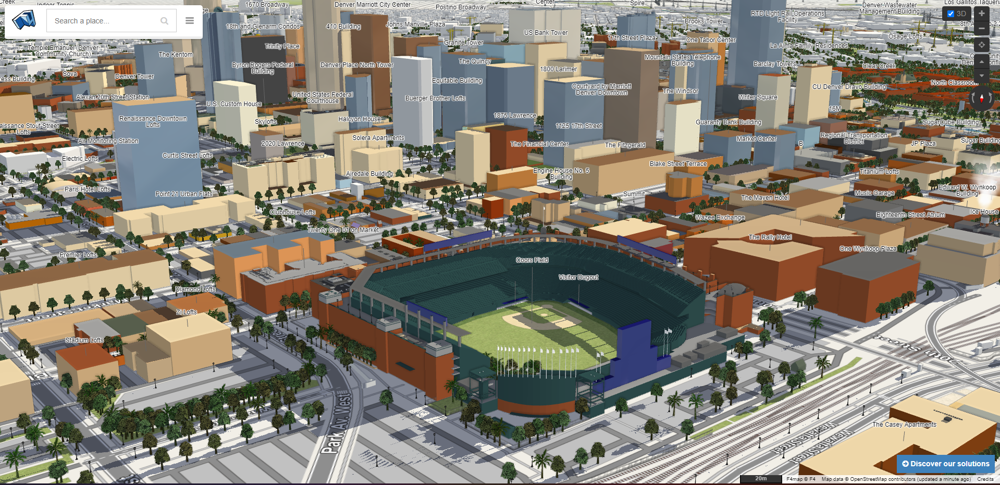 Creek
Indoor Tennis
1670 Broadway
Denver Marriott City Center
Postino Broadway
Center
Spire
Denver Wastewater
Management Building
Los Gallitos Taqueria
Search a place...
18th and Glenarm Condos
410 Building
Johns Manville Plaza
US Bank Tower
Brooks Tower
RTD Light Rail Operations
Facility
3D
Temple Emanuel (Denver
Community Church)
The Kentom
Trinity Place
Granite Tower
17th Street Plaza
One Tabor Center
Osage Lofts
La Alma Family Residences
Sova
Denver Tower
Byron Rogers Federal
Building
Denver Place North Tower
The Quincy
1800 Larimer
Mountain States Telephone
Building
Barclay Towers
Clear Creek
ress Building
Alexan 20th Street Station
U.S. Custom House
United States Federal
Courthouse
Equitable Building
Buerger Brother Lofts
Courtyard by Marriott
Denver Downtown
The Windsor
Writer Square
CU Denver Dravo Building
North Classroom
16M
Renaissance Downtown
Lofts
Skylofts
Halcyon House
1875 Lawrence
1125 17th Street
Guaranty Bank Building
SugarCube Building
aissance Stout Street
Lofts
Air Monitoring Station
2020 Lawrence
Solera Apartments
The Financial Center
The Fitzgerald
Market Center
B
Regional Transportation
District
JP Plaza
Sugar Building
Electric Lofts
Curtis Street Lofts
Airedale Building
Engine House No. 5
Building
Blake Street Terrace
Titanium Lofts
Paris Hotel Lofts
Point 21 Urban Flats
Summit
The Maven Hotel
Music Garage
Edward W. Wynkoop
Building
Clubhouse Lofts
Wazee Exchange
Eighteenth Street Atrium
Ice House
Twenty One 01 on Market
The Rally Hotel
One Wynkoop Plaza
Premier Lofts
Coors Field
Visitor Dugout
Diamond Lofts
Zi Lofts
Stadium Lofts
20th Street
Park Av. West
Wewatta Street
Wewatta Street
The Casey Apartments
Discover our solutions
20m
F4map © F4
Map data © OpenStreetMap contributors (updated a minute ago)
Credits